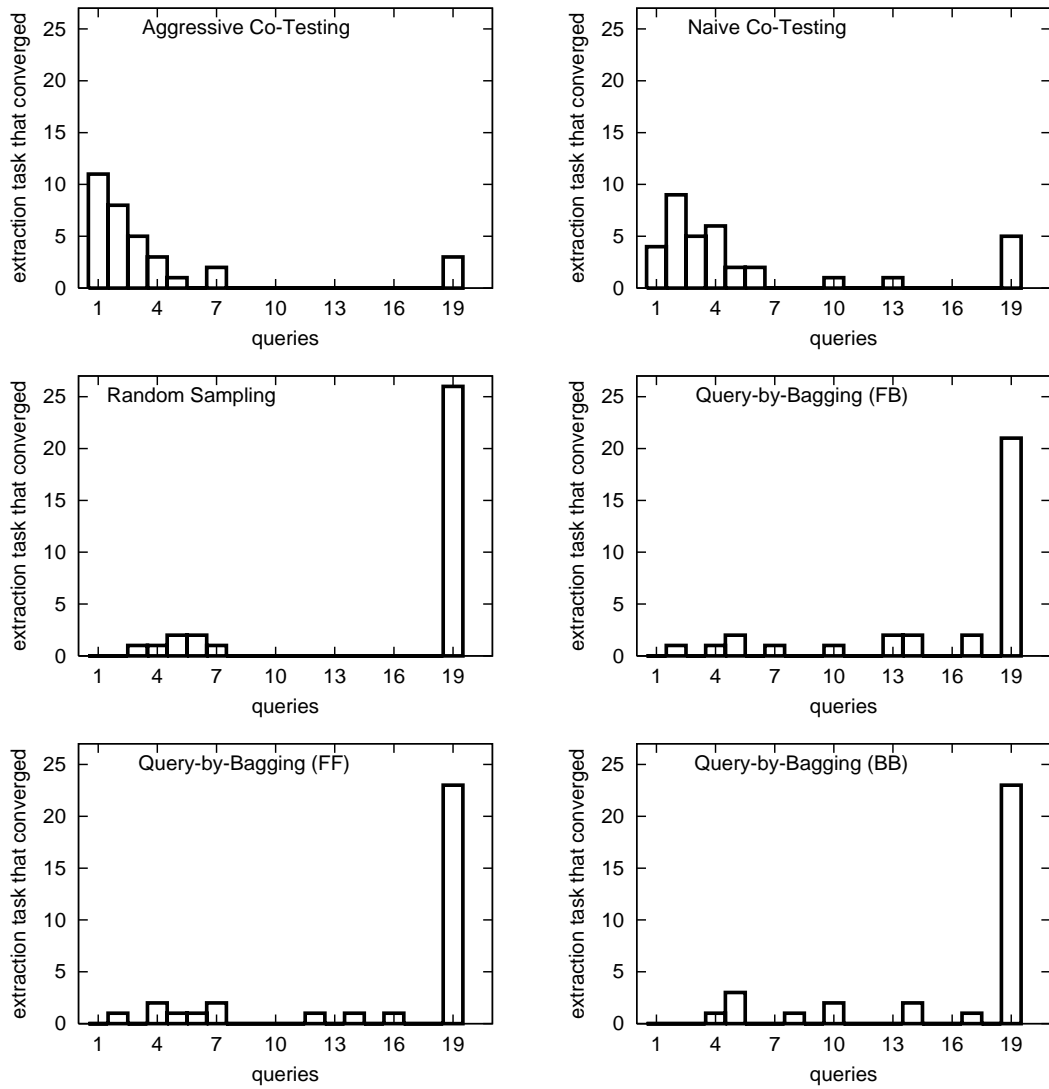 Aggressive Co-Testing
extraction task that converged
25
20
15
10
5
0
1 4 7 10 13 16 19
queries
Naive Co-Testing
extraction task that converged
25
20
15
10
5
0
1 4 7 10 13 16 19
queries
Random Sampling
extraction task that converged
25
20
15
10
5
0
1 4 7 10 13 16 19
queries
Query-by-Bagging (FB)
extraction task that converged
25
20
15
10
5
0
1 4 7 10 13 16 19
queries
Query-by-Bagging (FF)
extraction task that converged
25
20
15
10
5
0
1 4 7 10 13 16 19
queries
Query-by-Bagging (BB)
extraction task that converged
25
20
15
10
5
0
1 4 7 10 13 16 19
queries